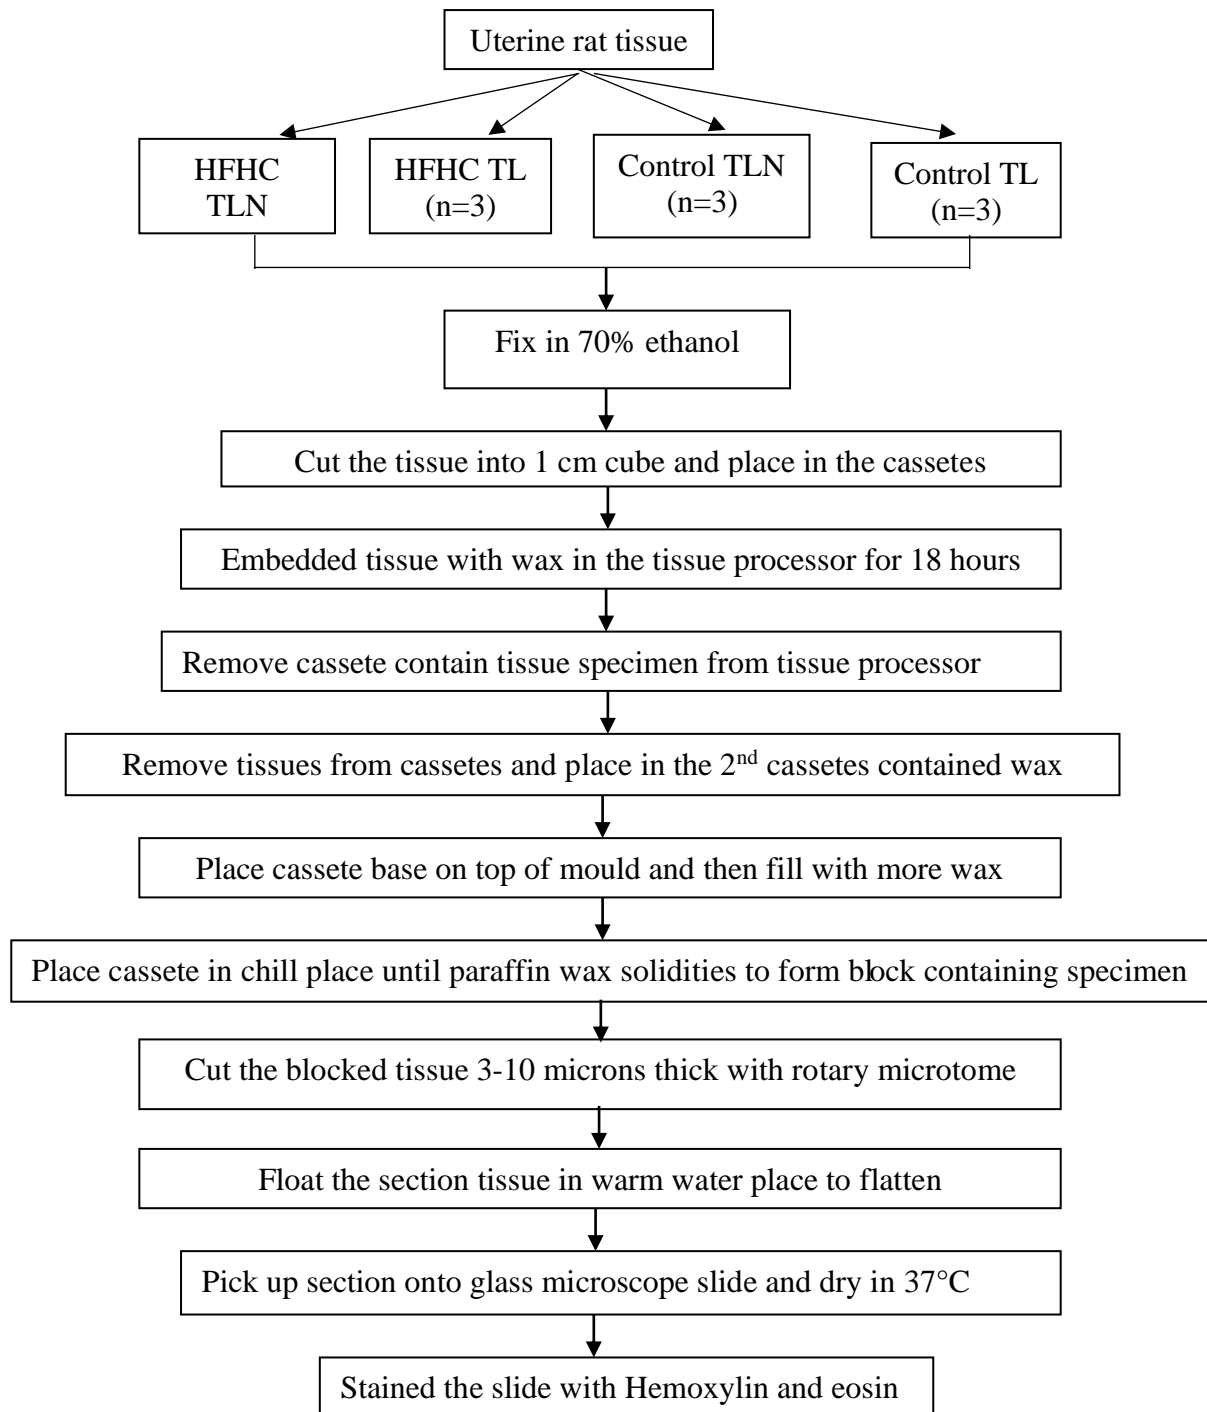 Uterine rat tissue
HFHC
TLN
HFHC TL
(n=3)
Control TLN
(n=3)
Control TL
(n=3)
Fix in 70% ethanol
Cut the tissue into 1 cm cube and place in the cassetes
Embedded tissue with wax in the tissue processor for 18 hours
Remove cassete contain tissue specimen from tissue processor
Remove tissues from cassetes and place in the 2nd cassetes contained wax
Place cassete base on top of mould and then fill with more wax
Place cassete in chill place until paraffin wax solidities to form block containing specimen
Cut the blocked tissue 3-10 microns thick with rotary microtome
Float the section tissue in warm water place to flatten
Pick up section onto glass microscope slide and dry in 37°C
Stained the slide with Hemoxylin and eosin